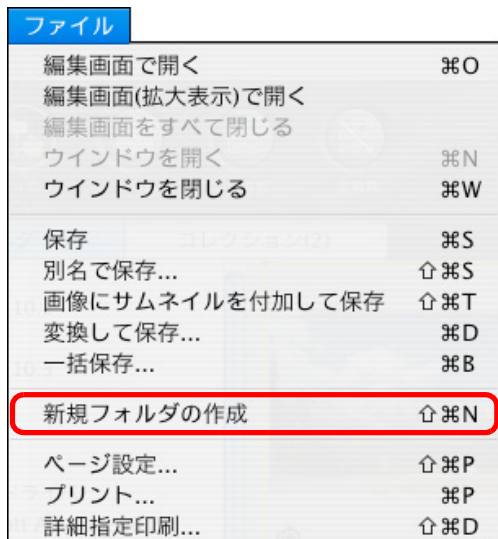 ファイル
編集画面で開く ⌘O
編集画面(拡大表示)で開く
編集画面をすべて閉じる
ウインドウを開く ⌘N
ウインドウを閉じる ⌘W
保存 ⌘S
別名で保存... ⇧⌘S
画像にサムネイルを付加して保存 ⇧⌘T
変換して保存... ⌘D
一括保存... ⌘B
新規フォルダの作成 ⇧⌘N
ページ設定... ⇧⌘P
プリント... ⌘P
詳細指定印刷... ⇧⌘D